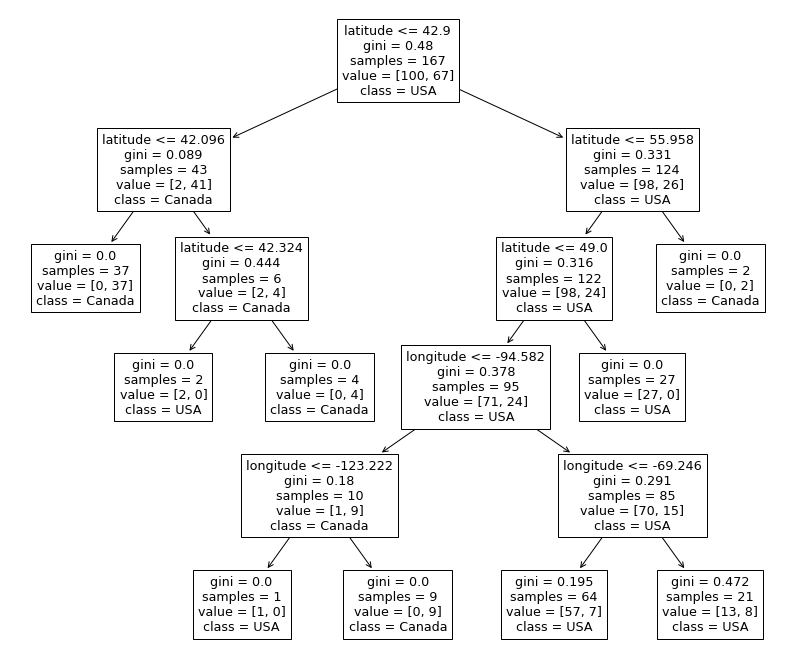 latitude <= 42.9
gini = 0.48
samples = 167
value = [100, 67]
class = USA
latitude <= 42.096
gini = 0.089
samples = 43
value = [2, 41]
class = Canada
latitude <= 55.958
gini = 0.331
samples = 124
value = [98, 26]
class = USA
gini = 0.0
samples = 37
value = [0, 37]
class = Canada
latitude <= 42.324
gini = 0.444
samples = 6
value = [2, 4]
class = Canada
latitude <= 49.0
gini = 0.316
samples = 122
value = [98, 24]
class = USA
gini = 0.0
samples = 2
value = [0, 2]
class = Canada
gini = 0.0
samples = 2
value = [2, 0]
class = USA
gini = 0.0
samples = 4
value = [0, 4]
class = Canada
longitude <= -94.582
gini = 0.378
samples = 95
value = [71, 24]
class = USA
gini = 0.0
samples = 27
value = [27, 0]
class = USA
longitude <= -123.222
gini = 0.18
samples = 10
value = [1, 9]
class = Canada
longitude <= -69.246
gini = 0.291
samples = 85
value = [70, 15]
class = USA
gini = 0.0
samples = 1
value = [1, 0]
class = USA
gini = 0.0
samples = 9
value = [0, 9]
class = Canada
gini = 0.195
samples = 64
value = [57, 7]
class = USA
gini = 0.472
samples = 21
value = [13, 8]
class = USA